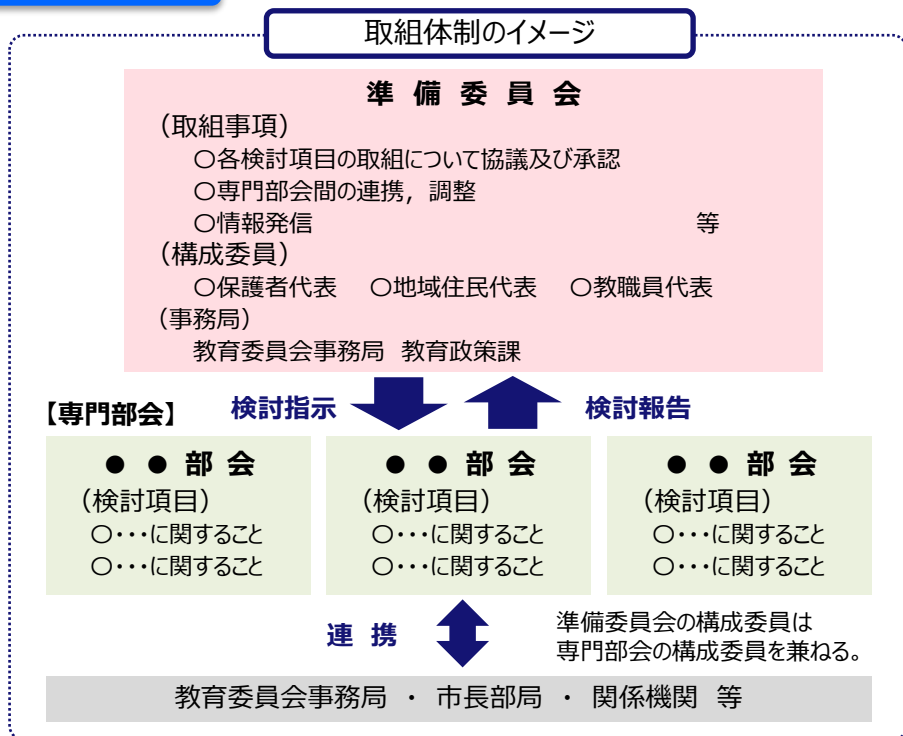 取組体制のイメージ
準 備 委 員 会
（取組事項）
○各検討項目の取組について協議及び承認
○専門部会間の連携，調整
○情報発信 等
（構成委員）
○保護者代表 ○地域住民代表 ○教職員代表
（事務局）
教育委員会事務局 教育政策課
検討指示 検討報告
【専門部会】
● ● 部 会
（検討項目）
○・・・に関すること
○・・・に関すること
● ● 部 会
（検討項目）
○・・・に関すること
○・・・に関すること
● ● 部 会
（検討項目）
○・・・に関すること
○・・・に関すること
連 携
準備委員会の構成委員は
専門部会の構成委員を兼ねる。
教育委員会事務局 ・ 市長部局 ・ 関係機関 等